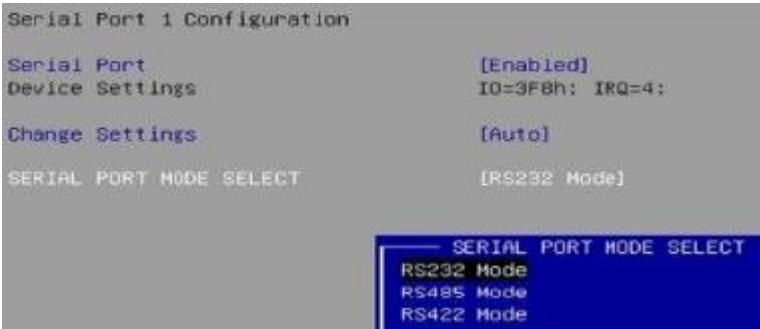 Serial Port 1 Configuration
Serial Port [Enabled]
Device Settings IO=3F8h; IRQ=4;
Change Settings [Auto]
SERIAL PORT MODE SELECT [RS232 Mode]
SERIAL PORT MODE SELECT
RS232 Mode
RS485 Mode
RS422 Mode